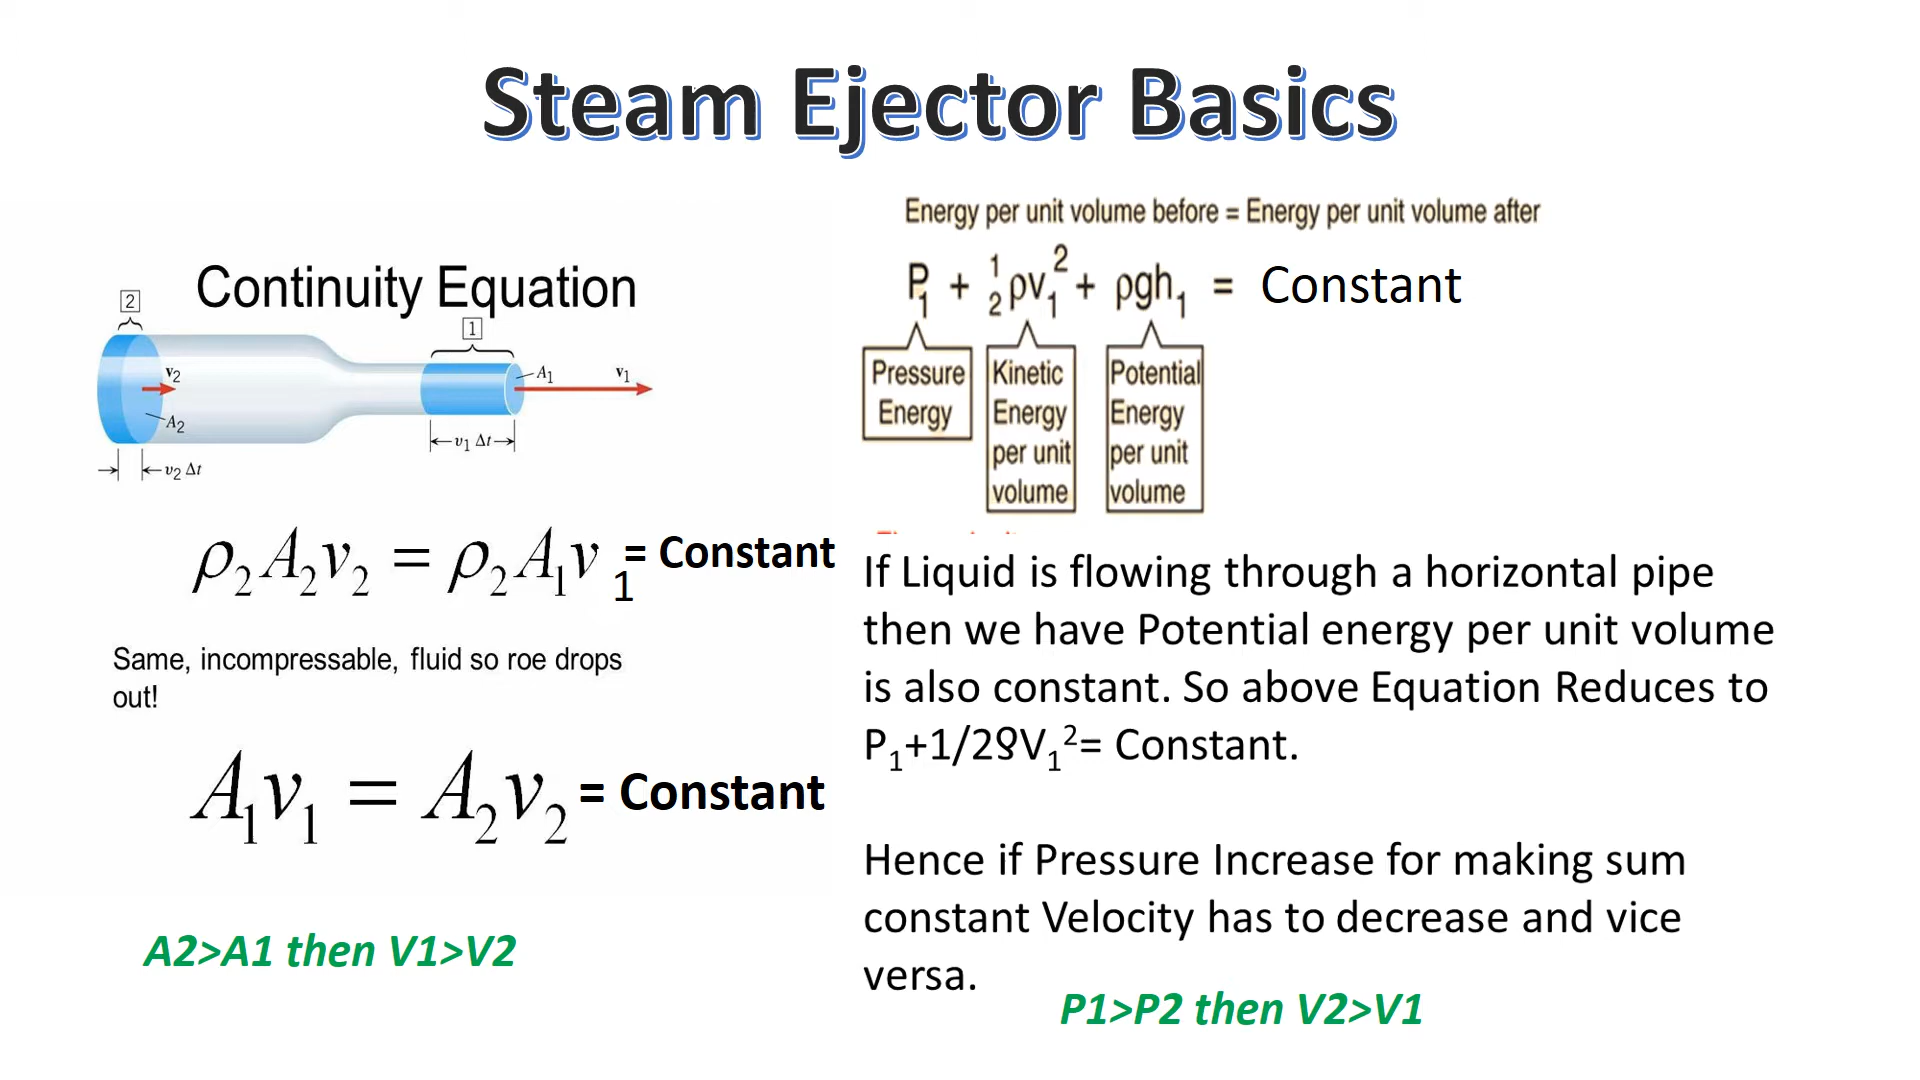 Steam Ejector Basics
Continuity Equation
2
1
v₂
A₂
A₁
v₁
v₂ Δt
v₁ Δt
ρ₂A₂v₂ = ρ₂A₁v ₁= Constant
Same, incompressable, fluid so roe drops
out!
A₁v₁ = A₂v₂ = Constant
A2>A1 then V1>V2
Energy per unit volume before = Energy per unit volume after
P₁ + ½ρv₁² + ρgh₁ = Constant
Pressure
Energy
Kinetic
Energy
per unit
volume
Potential
Energy
per unit
volume
If Liquid is flowing through a horizontal pipe
then we have Potential energy per unit volume
is also constant. So above Equation Reduces to
P₁+1/2ƍV₁²= Constant.
Hence if Pressure Increase for making sum
constant Velocity has to decrease and vice
versa.
P1>P2 then V2>V1